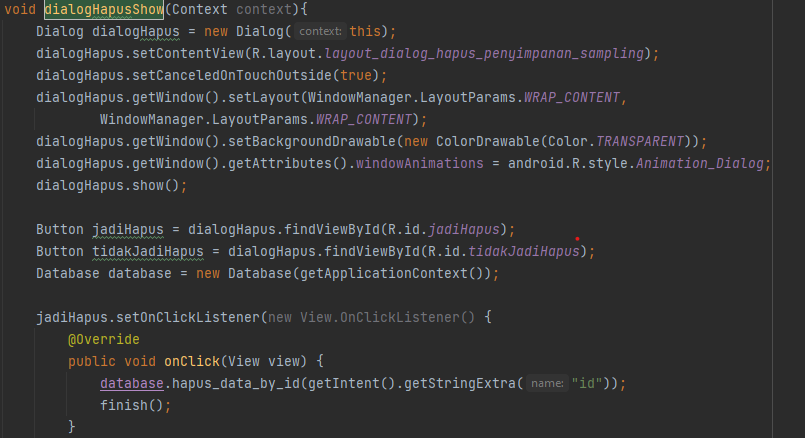 void dialogHapusShow(Context context){
Dialog dialogHapus = new Dialog( context: this);
dialogHapus.setContentView(R.layout.layout_dialog_hapus_penyimpanan_sampling);
dialogHapus.setCanceledOnTouchOutside(true);
dialogHapus.getWindow().setLayout(WindowManager.LayoutParams.WRAP_CONTENT,
WindowManager.LayoutParams.WRAP_CONTENT);
dialogHapus.getWindow().setBackgroundDrawable(new ColorDrawable(Color.TRANSPARENT));
dialogHapus.getWindow().getAttributes().windowAnimations = android.R.style.Animation_Dialog;
dialogHapus.show();
Button jadiHapus = dialogHapus.findViewById(R.id.jadiHapus);
Button tidakJadiHapus = dialogHapus.findViewById(R.id.tidakJadiHapus);
Database database = new Database(getApplicationContext());
jadiHapus.setOnClickListener(new View.OnClickListener() {
@Override
public void onClick(View view) {
database.hapus_data_by_id(getIntent().getStringExtra( name: "id"));
finish();
}